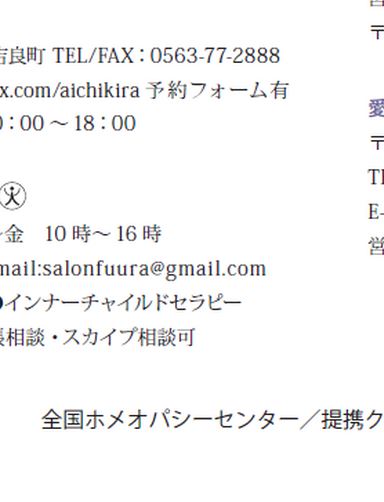 吉良町 TEL/FAX：0563-77-2888
x.com/aichikira 予約フォーム有
0：00 ～ 18：00
金　10 時～ 16 時
mail:salonfuura@gmail.com
インナーチャイルドセラピー
相談・スカイプ相談可
全国ホメオパシーセンター／提携ク
〒
愛
〒
E-
営